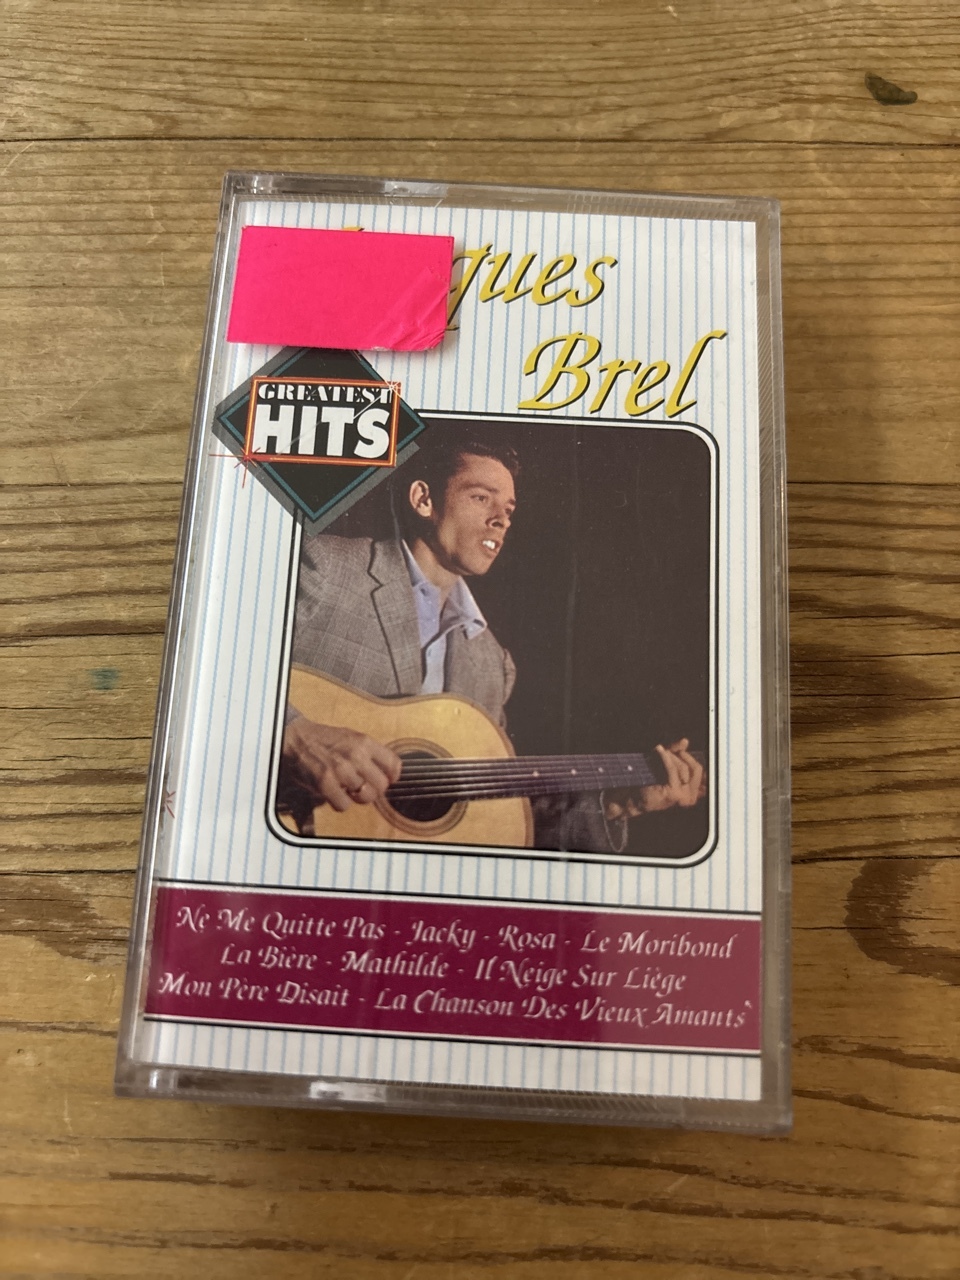 ques
Brel
GREATEST
HITS
Ne Me Quitte Pas - Jacky - Rosa - Le Moribond
La Bière - Mathilde - Il Neige Sur Liège
Mon Père Disait - La Chanson Des Vieux Amants